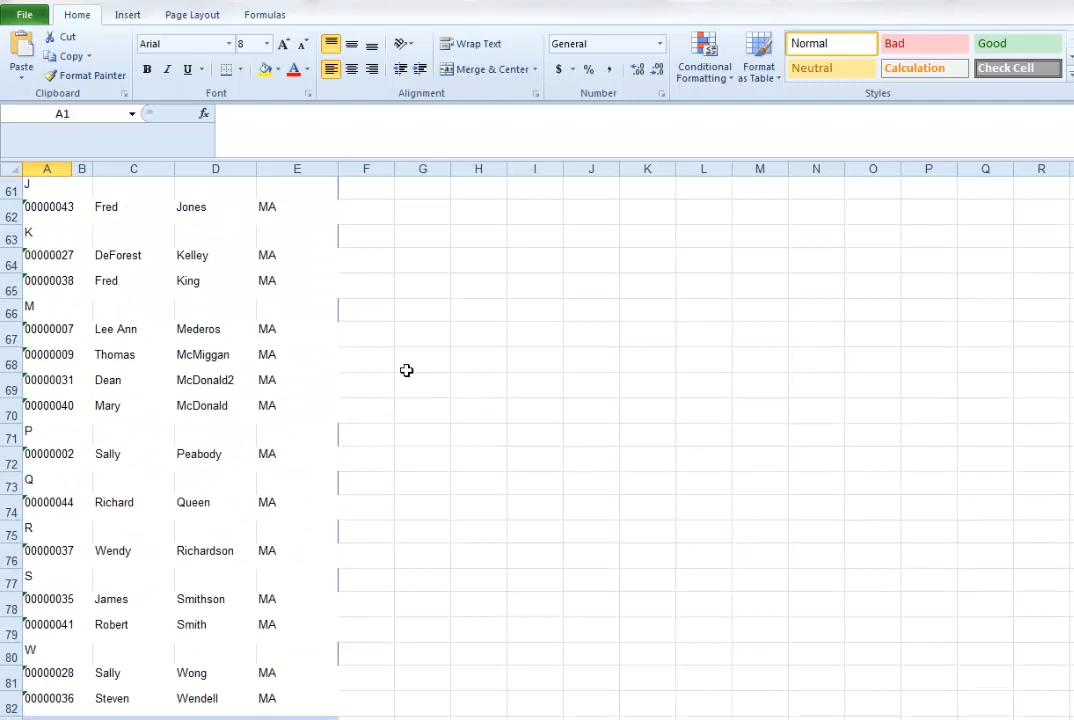 File Home Insert Page Layout Formulas
Cut
Copy
Format Painter
Paste
Clipboard
Arial 8 A A
B I U A
Font
Wrap Text
Merge & Center
Alignment
General
$ % ,
Number
Conditional Formatting
Format as Table
Normal Bad Good
Neutral Calculation Check Cell
Styles
A1 fx
A B C D E F G H I J K L M N O P Q R
61 J
62 00000043 Fred Jones MA
63 K
64 00000027 DeForest Kelley MA
65 00000038 Fred King MA
66 M
67 00000007 Lee Ann Mederos MA
68 00000009 Thomas McMiggan MA
69 00000031 Dean McDonald2 MA
70 00000040 Mary McDonald MA
71 P
72 00000002 Sally Peabody MA
73 Q
74 00000044 Richard Queen MA
75 R
76 00000037 Wendy Richardson MA
77 S
78 00000035 James Smithson MA
79 00000041 Robert Smith MA
80 W
81 00000028 Sally Wong MA
82 00000036 Steven Wendell MA